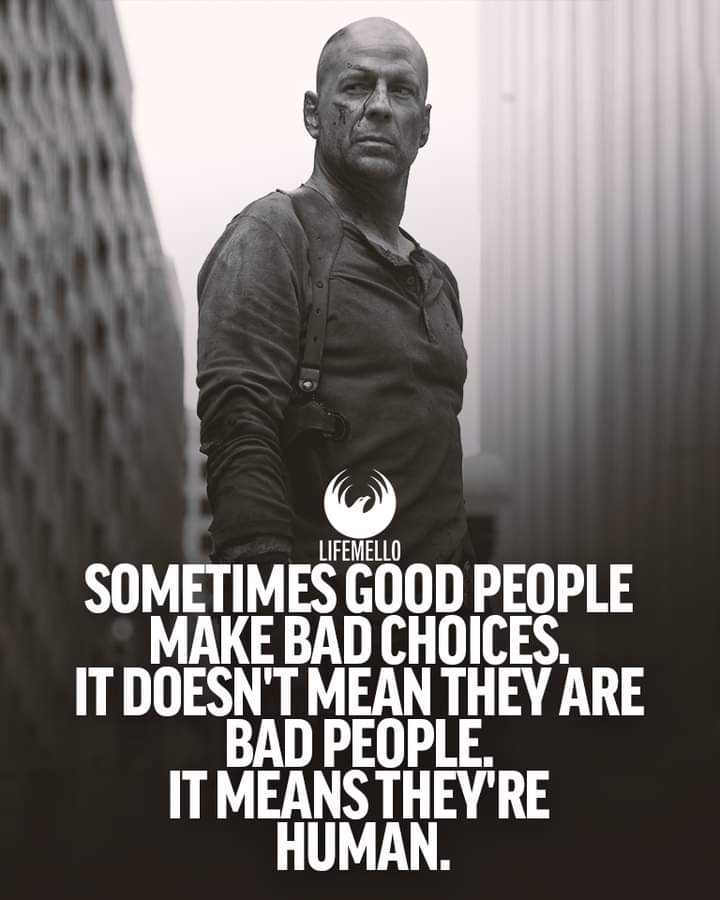 LIFEMELLO
SOMETIMES GOOD PEOPLE
MAKE BAD CHOICES.
IT DOESN'T MEAN THEY ARE
BAD PEOPLE.
IT MEANS THEY'RE
HUMAN.